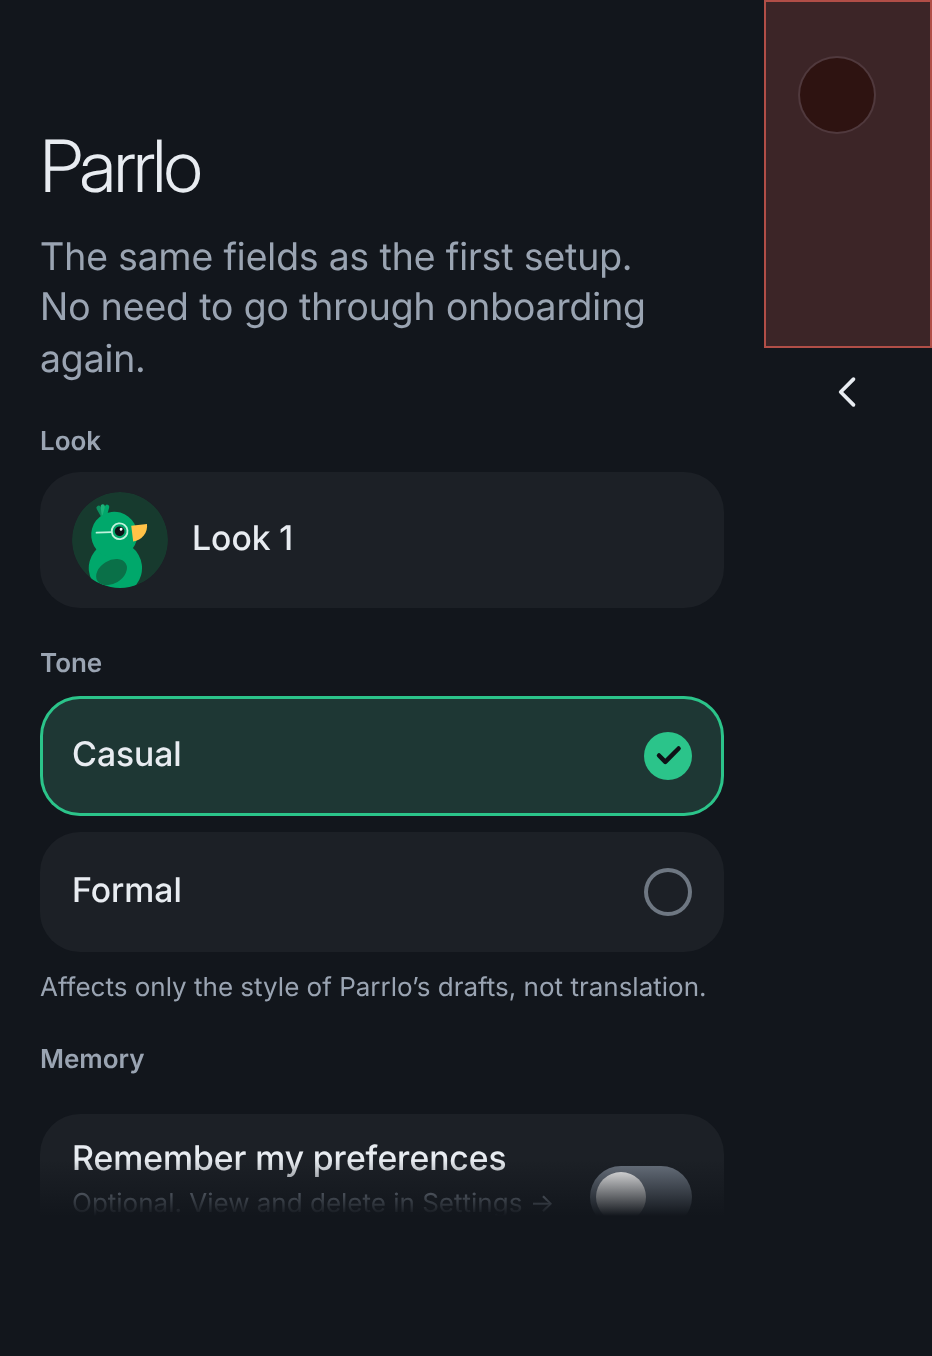 Parrlo
The same fields as the first setup.
No need to go through onboarding
again.
Look
Look 1
Tone
Casual
Formal
Affects only the style of Parrlo’s drafts, not translation.
Memory
Remember my preferences
Optional. View and delete in Settings →